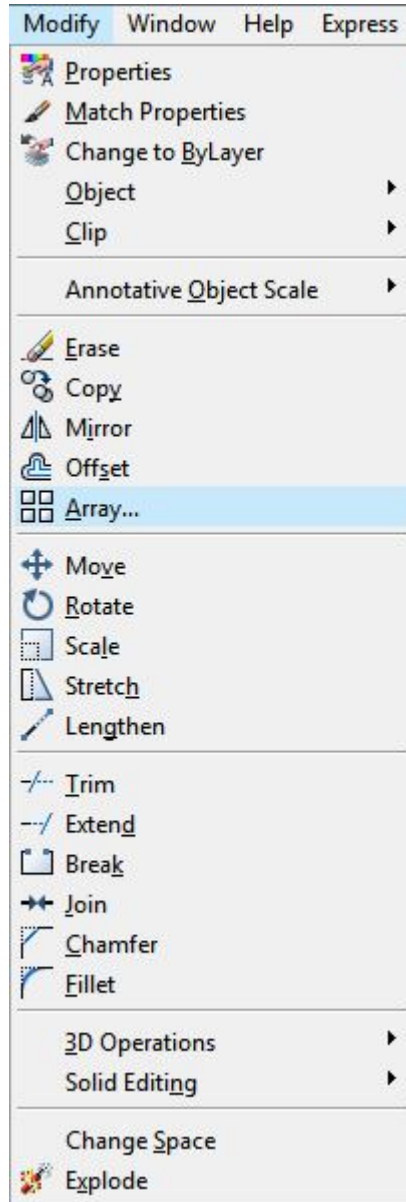 Modify Window Help Express
Properties
Match Properties
Change to ByLayer
Object
Clip
Annotative Object Scale
Erase
Copy
Mirror
Offset
Array...
Move
Rotate
Scale
Stretch
Lengthen
Trim
Extend
Break
Join
Chamfer
Fillet
3D Operations
Solid Editing
Change Space
Explode